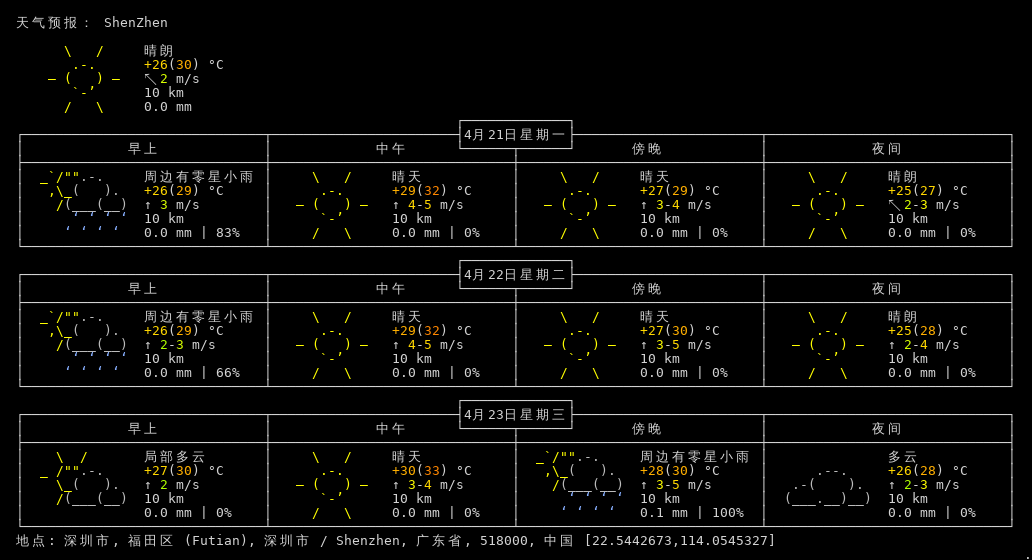 天气预报： ShenZhen
晴朗
+26(30) °C
↖ 2 m/s
10 km
0.0 mm
4月21日星期一
早上 中午 傍晚 夜间
周边有零星小雨 晴天 晴天 晴朗
+26(29) °C +29(32) °C +27(29) °C +25(27) °C
↑ 3 m/s ↑ 4-5 m/s ↑ 3-4 m/s ↖ 2-3 m/s
10 km 10 km 10 km 10 km
0.0 mm | 83% 0.0 mm | 0% 0.0 mm | 0% 0.0 mm | 0%
4月22日星期二
早上 中午 傍晚 夜间
周边有零星小雨 晴天 晴天 晴朗
+26(29) °C +29(32) °C +27(30) °C +25(28) °C
↑ 2-3 m/s ↑ 4-5 m/s ↑ 3-5 m/s ↑ 2-4 m/s
10 km 10 km 10 km 10 km
0.0 mm | 66% 0.0 mm | 0% 0.0 mm | 0% 0.0 mm | 0%
4月23日星期三
早上 中午 傍晚 夜间
局部多云 晴天 周边有零星小雨 多云
+27(30) °C +30(33) °C +28(30) °C +26(28) °C
↑ 2 m/s ↑ 3-4 m/s ↑ 3-5 m/s ↑ 2-3 m/s
10 km 10 km 10 km 10 km
0.0 mm | 0% 0.0 mm | 0% 0.1 mm | 100% 0.0 mm | 0%
地点: 深圳市, 福田区 (Futian), 深圳市 / Shenzhen, 广东省, 518000, 中国 [22.5442673,114.0545327]